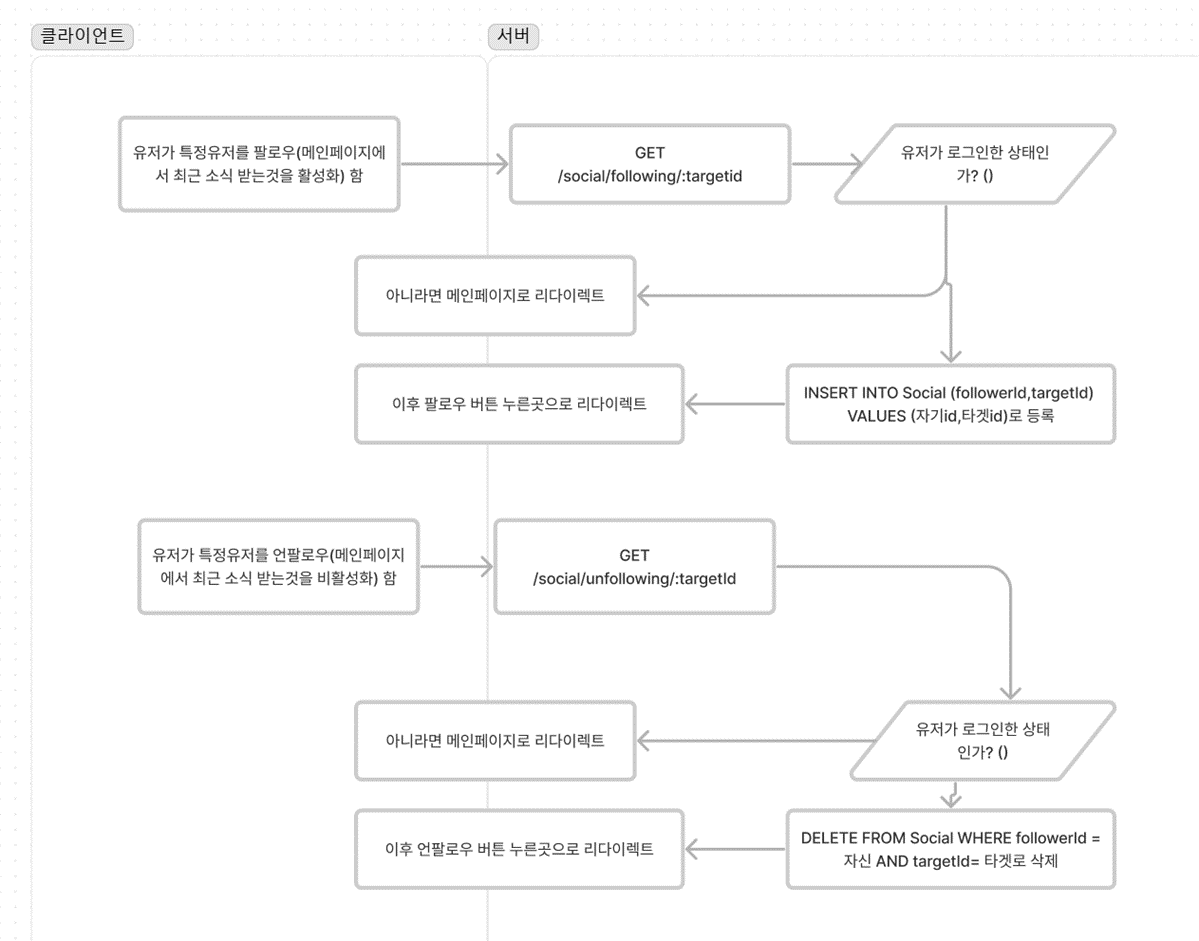 클라이언트
서버
유저가 특정유저를 팔로우(메인페이지에
서 최근 소식 받는것을 활성화) 함
GET
/social/following/:targetid
유저가 로그인한 상태인
가? ()
아니라면 메인페이지로 리다이렉트
이후 팔로우 버튼 누른곳으로 리다이렉트
INSERT INTO Social (followerId,targetId)
VALUES (자기id,타겟id)로 등록
유저가 특정유저를 언팔로우(메인페이지
에서 최근 소식 받는것을 비활성화) 함
GET
/social/unfollowing/:targetId
유저가 로그인한 상태
인가? ()
아니라면 메인페이지로 리다이렉트
이후 언팔로우 버튼 누른곳으로 리다이렉트
DELETE FROM Social WHERE followerId =
자신 AND targetId= 타겟로 삭제